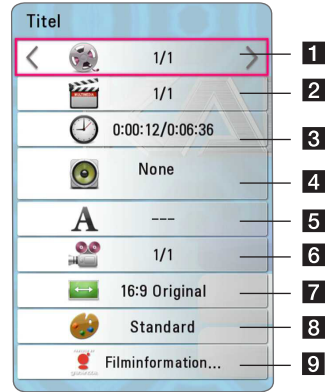 Titel
1/1 1
1/1 2
0:00:12/0:06:36 3
None 4
A --- 5
1/1 6
16:9 Original 7
Standard 8
Filminformation... 9